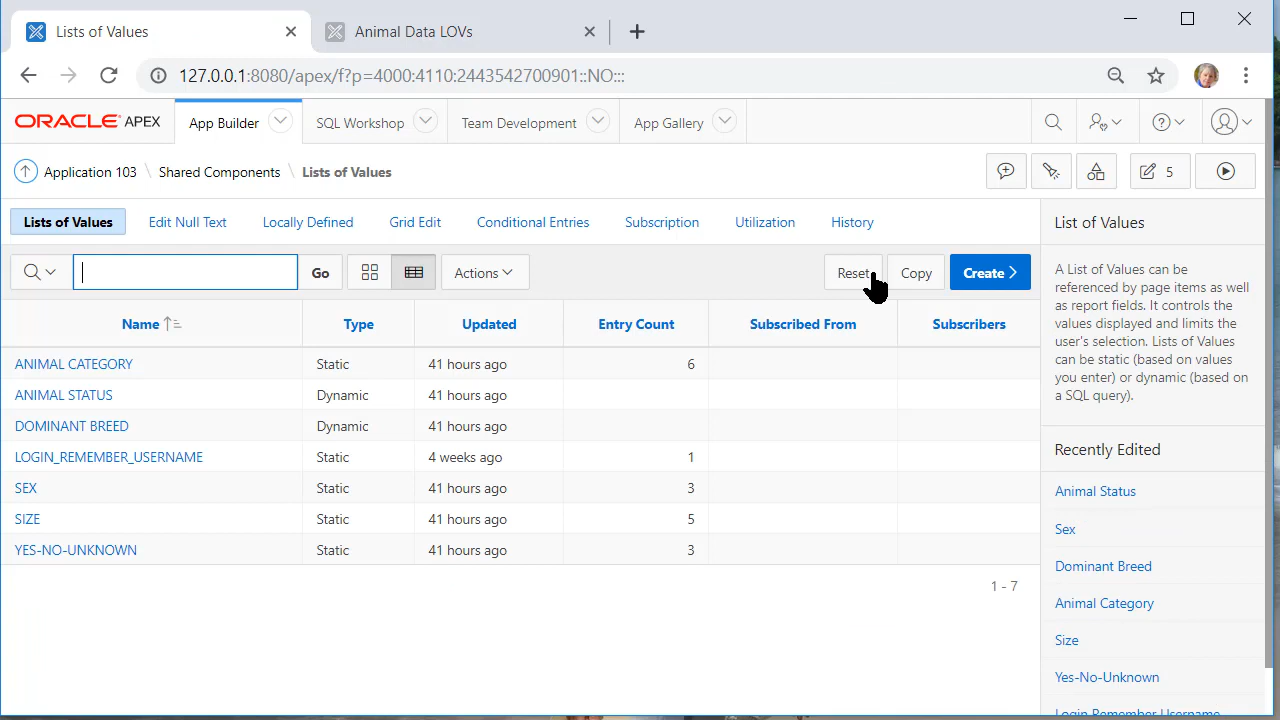 Lists of Values
Animal Data LOVs
127.0.0.1:8080/apex/f?p=4000:4110:2443542700901::NO:::
ORACLE APEX
App Builder
SQL Workshop
Team Development
App Gallery
Application 103 \ Shared Components \ Lists of Values
5
Lists of Values
Edit Null Text
Locally Defined
Grid Edit
Conditional Entries
Subscription
Utilization
History
Go
Actions
Reset
Copy
Create
Name Type Updated Entry Count Subscribed From Subscribers
ANIMAL CATEGORY Static 41 hours ago 6
ANIMAL STATUS Dynamic 41 hours ago
DOMINANT BREED Dynamic 41 hours ago
LOGIN_REMEMBER_USERNAME Static 4 weeks ago 1
SEX Static 41 hours ago 3
SIZE Static 41 hours ago 5
YES-NO-UNKNOWN Static 41 hours ago 3
1 - 7
List of Values
A List of Values can be
referenced by page items as well
as report fields. It controls the
values displayed and limits the
user's selection. Lists of Values
can be static (based on values
you enter) or dynamic (based on
a SQL query).
Recently Edited
Animal Status
Sex
Dominant Breed
Animal Category
Size
Yes-No-Unknown
Login Remember Username